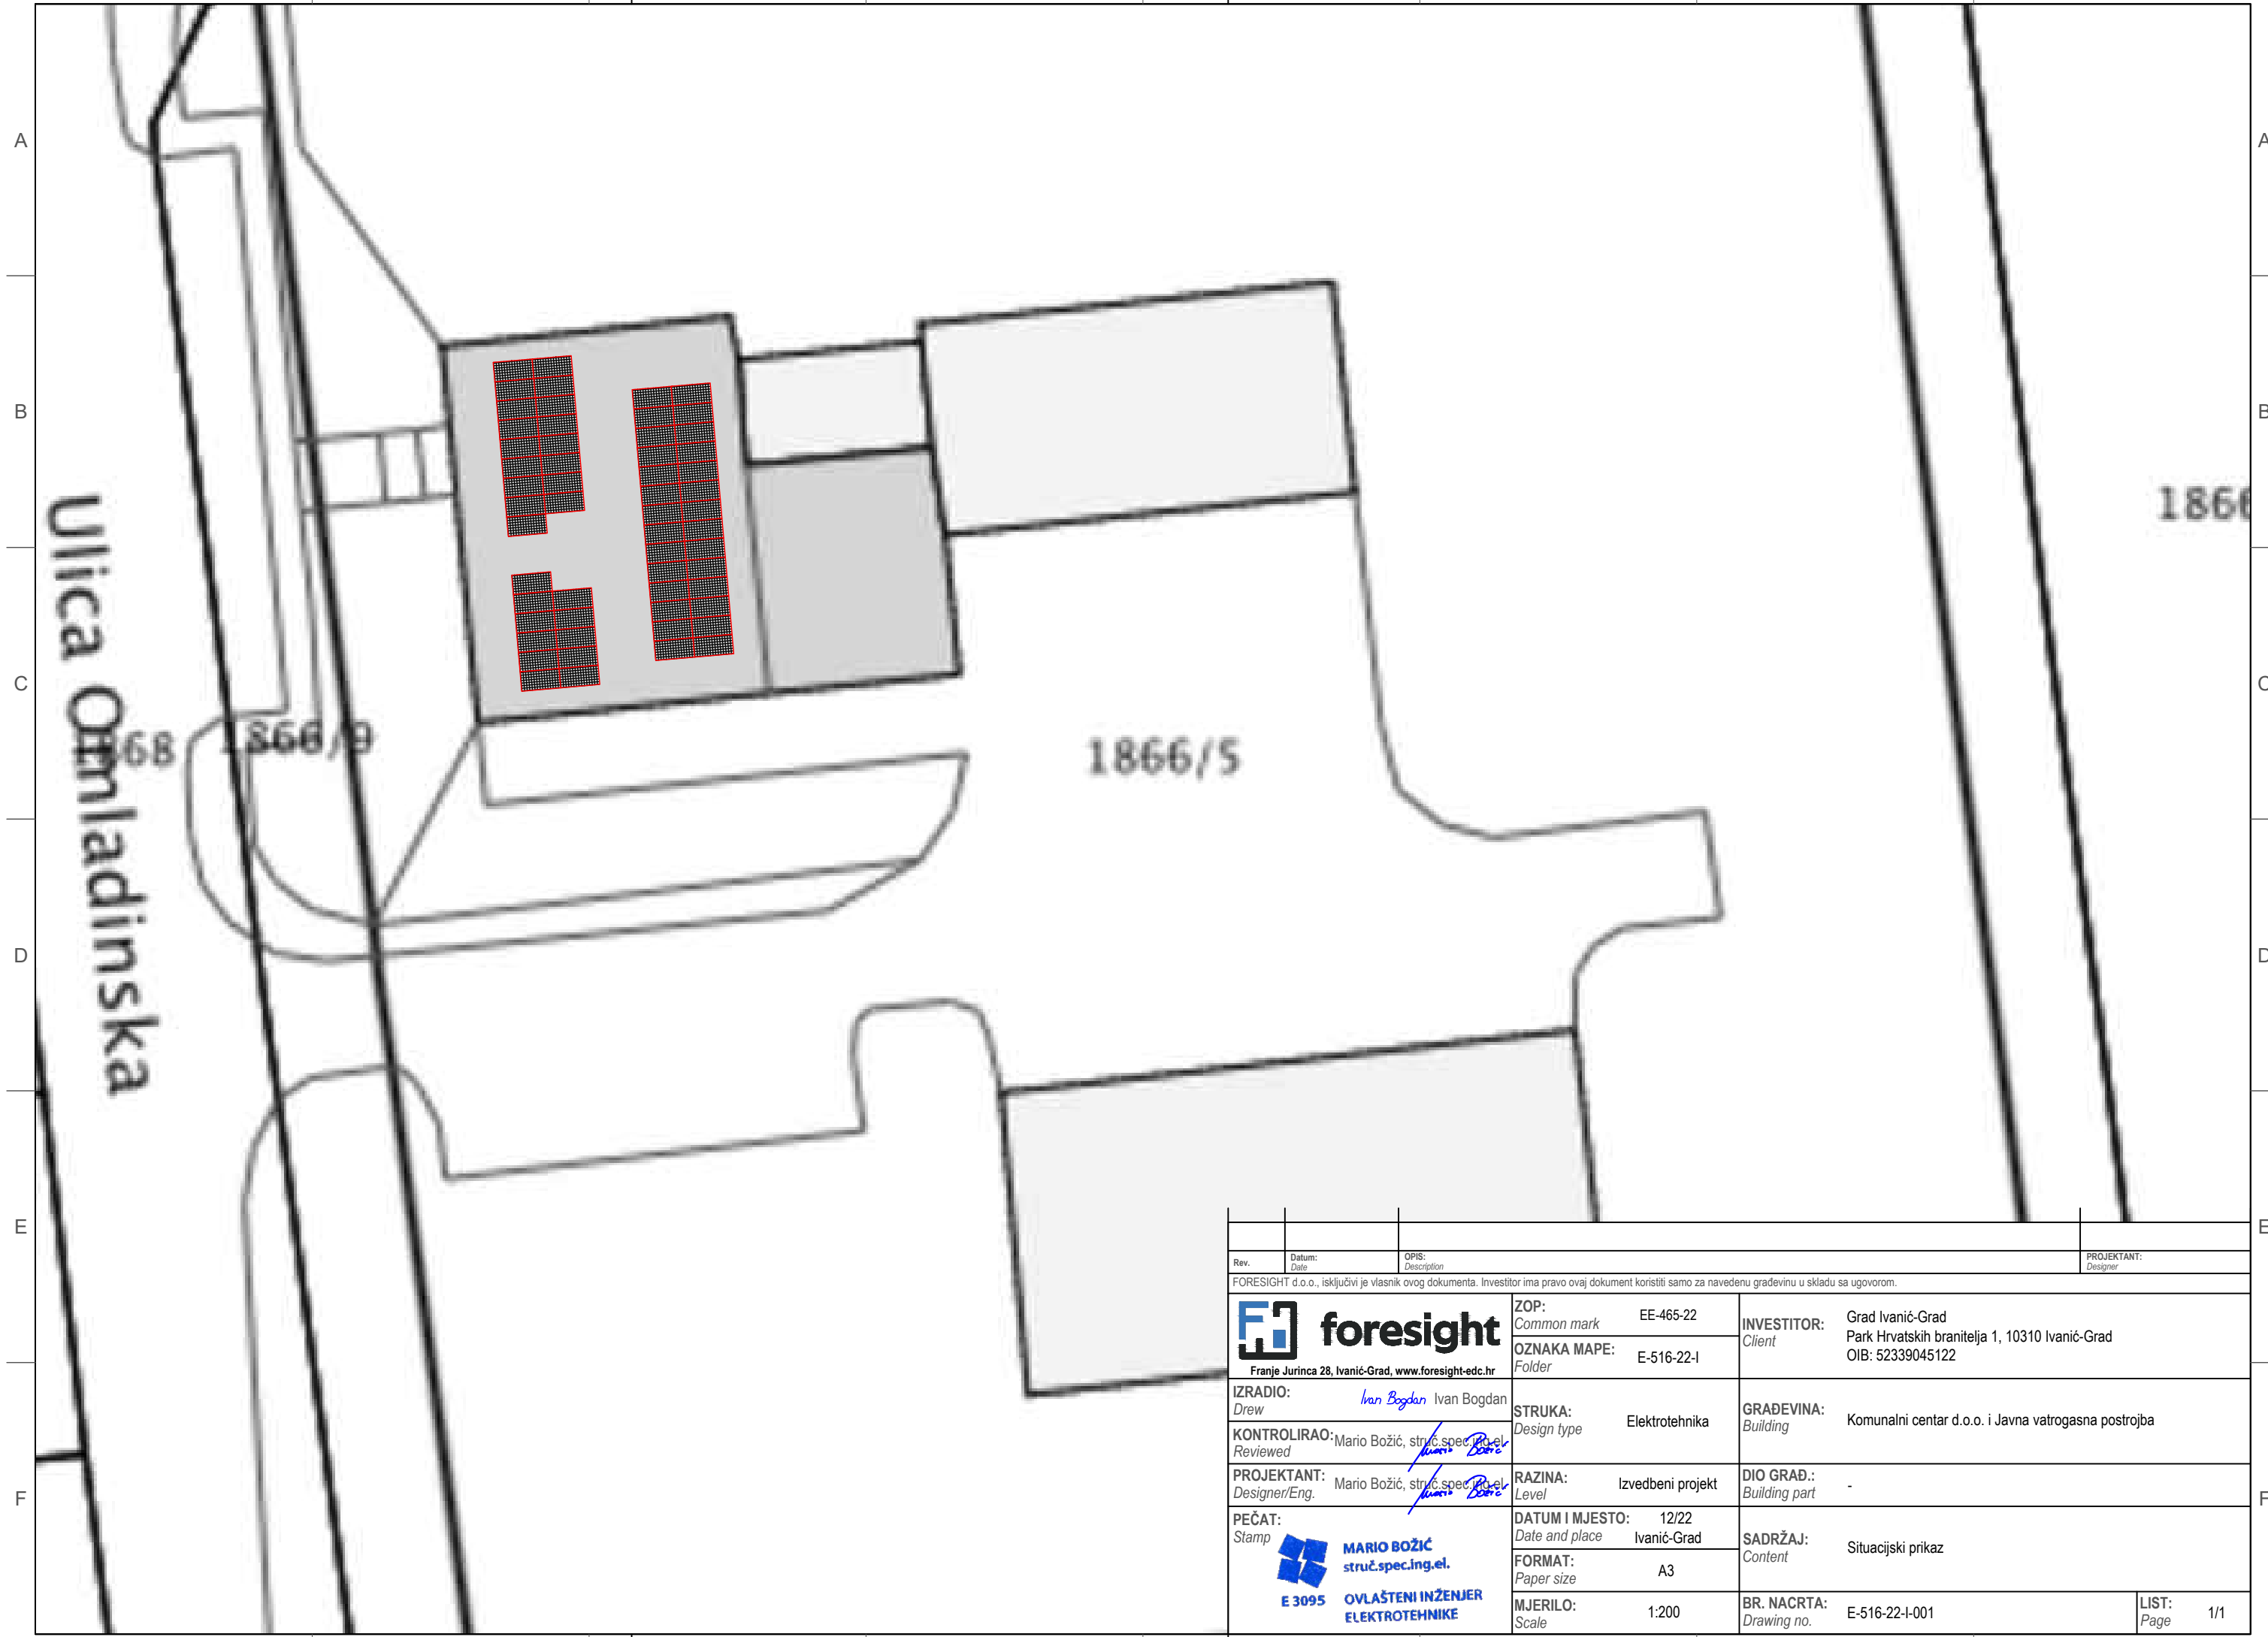 A
A
B
B
C
C
D
D
E
E
F
F
Ulica Omladinska
1866/9
1866/5
Rev.
Datum:
Date
OPIS:
Description
PROJEKTANT:
Designer
FORESIGHT d.o.o., isključivi je vlasnik ovog dokumenta. Investitor ima pravo ovaj dokument koristiti samo za navedenu građevinu u skladu sa ugovorom.
foresight
Franje Jurinca 28, Ivanić-Grad, www.foresight-edc.hr
ZOP:
Common mark
EE-465-22
OZNAKA MAPE:
Folder
E-516-22-I
INVESTITOR:
Client
Grad Ivanić-Grad
Park Hrvatskih branitelja 1, 10310 Ivanić-Grad
OIB: 52339045122
IZRADIO:
Drew
Ivan Bogdan Ivan Bogdan
KONTROLIRAO:
Reviewed
Mario Božić, struč.spec.ing.el.
Mario Božić
STRUKA:
Design type
Elektrotehnika
GRAĐEVINA:
Building
Komunalni centar d.o.o. i Javna vatrogasna postrojba
PROJEKTANT:
Designer/Eng.
Mario Božić, struč.spec.ing.el.
Mario Božić
RAZINA:
Level
Izvedbeni projekt
DIO GRAĐ.:
Building part
-
PEČAT:
Stamp
MARIO BOŽIĆ
struč.spec.ing.el.
E 3095
OVLAŠTENI INŽENJER
ELEKTROTEHNIKE
DATUM I MJESTO:
Date and place
12/22
Ivanić-Grad
FORMAT:
Paper size
A3
MJERILO:
Scale
1:200
SADRŽAJ:
Content
Situacijski prikaz
BR. NACRTA:
Drawing no.
E-516-22-I-001
LIST:
Page
1/1